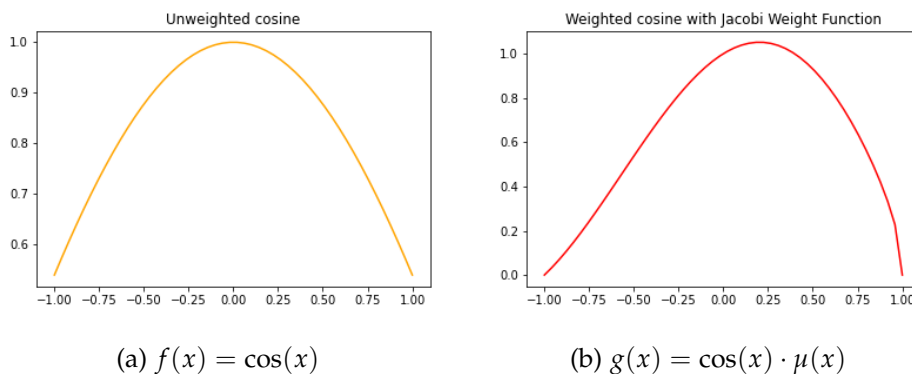 Unweighted cosine
1.0
0.9
0.8
0.7
0.6
−1.00 −0.75 −0.50 −0.25 0.00 0.25 0.50 0.75 1.00
(a) f(x) = cos(x)
Weighted cosine with Jacobi Weight Function
1.0
0.8
0.6
0.4
0.2
0.0
−1.00 −0.75 −0.50 −0.25 0.00 0.25 0.50 0.75 1.00
(b) g(x) = cos(x) · μ(x)